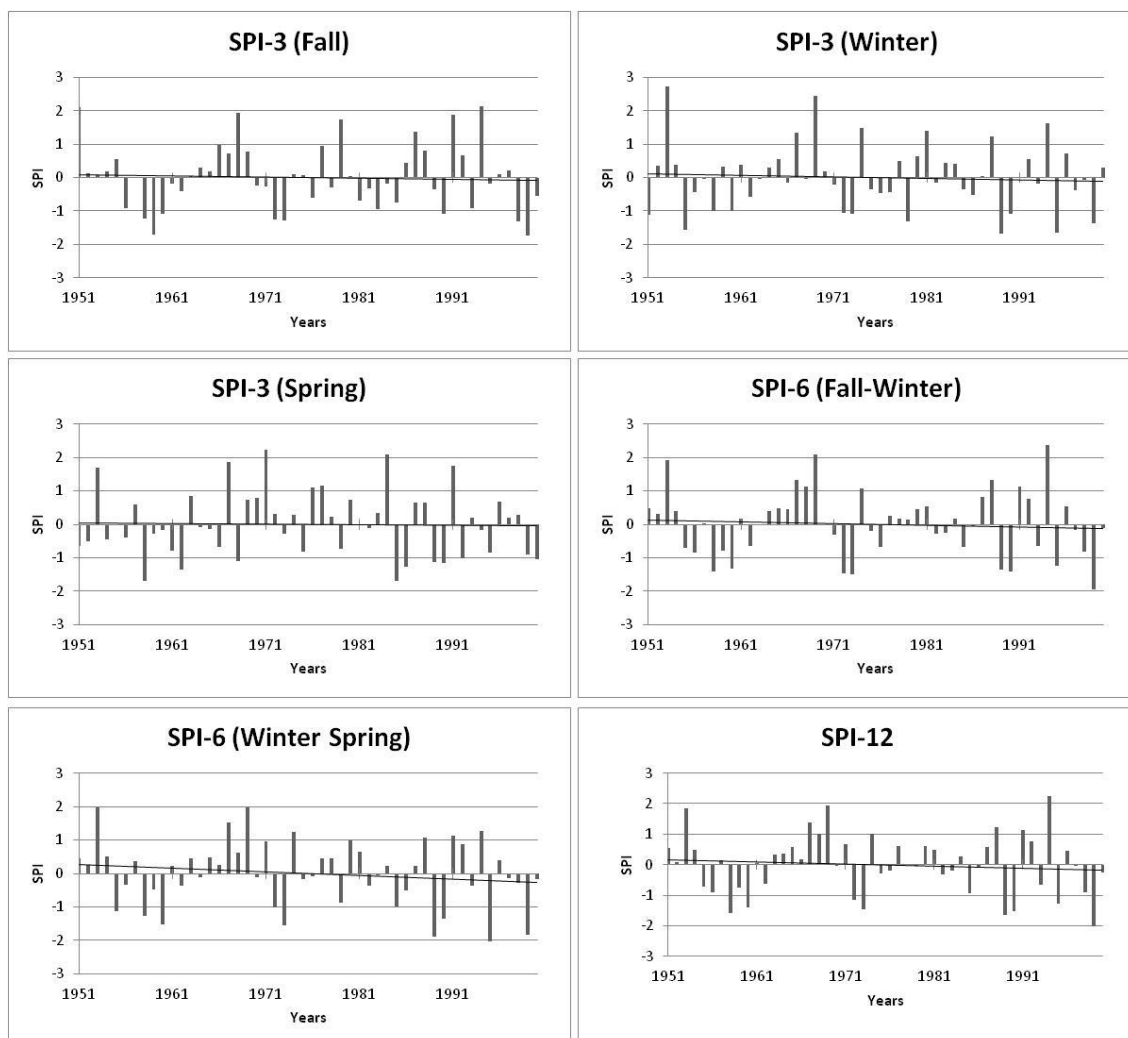 SPI-3 (Fall)
3
2
1
0
-1
-2
-3
SPI
1951 1961 1971 1981 1991
Years
SPI-3 (Winter)
3
2
1
0
-1
-2
-3
SPI
1951 1961 1971 1981 1991
Years
SPI-3 (Spring)
3
2
1
0
-1
-2
-3
SPI
1951 1961 1971 1981 1991
Years
SPI-6 (Fall-Winter)
3
2
1
0
-1
-2
-3
SPI
1951 1961 1971 1981 1991
Years
SPI-6 (Winter Spring)
3
2
1
0
-1
-2
-3
SPI
1951 1961 1971 1981 1991
Years
SPI-12
3
2
1
0
-1
-2
-3
SPI
1951 1961 1971 1981 1991
Years